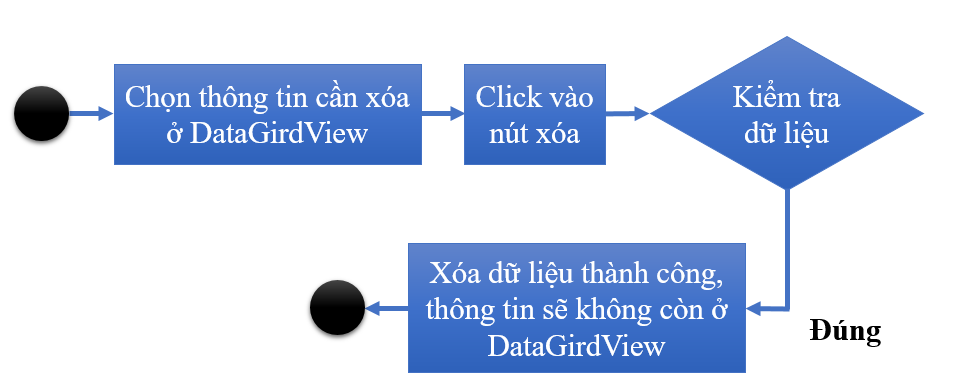 Chọn thông tin cần xóa
ở DataGirdView
Click vào
nút xóa
Kiểm tra
dữ liệu
Xóa dữ liệu thành công,
thông tin sẽ không còn ở
DataGirdView
Đúng